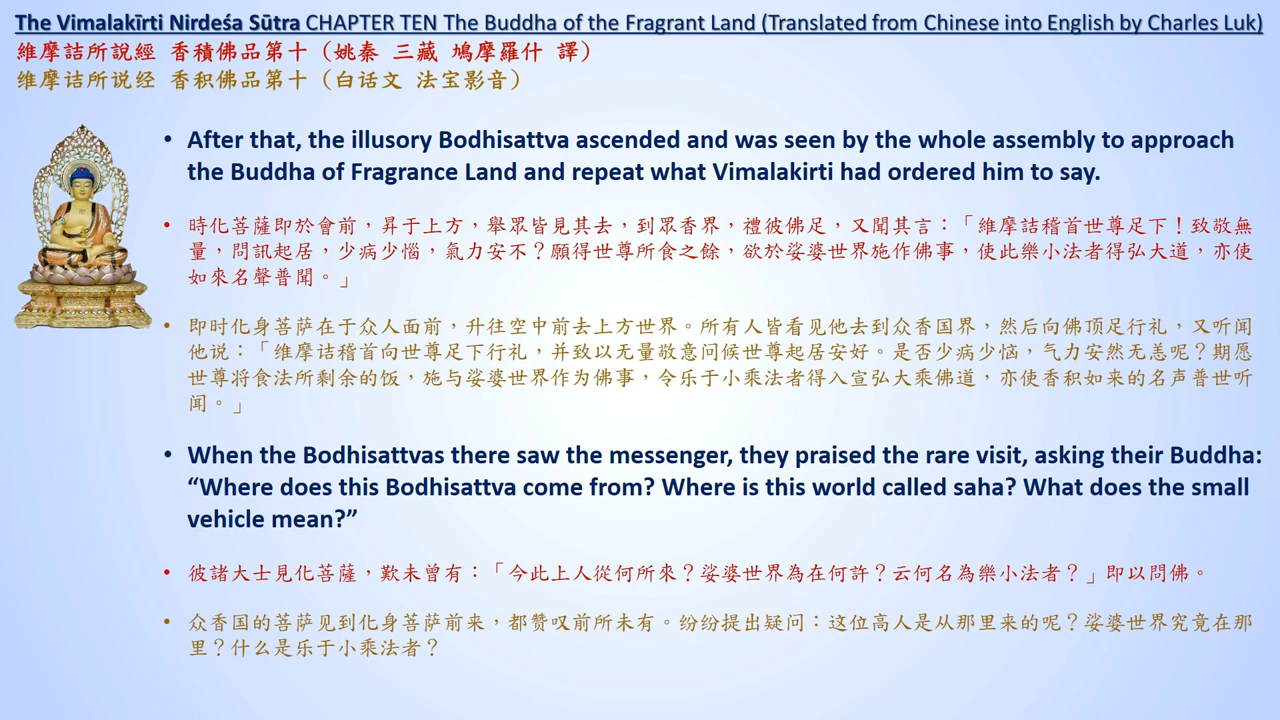 The Vimalakīrti Nirdeśa Sūtra CHAPTER TEN The Buddha of the Fragrant Land (Translated from Chinese into English by Charles Luk)
維摩詰所說經 香積佛品第十（姚秦 三藏 鳩摩羅什 譯）
维摩诘所说经 香积佛品第十（白话文 法宝影音）
• After that, the illusory Bodhisattva ascended and was seen by the whole assembly to approach
the Buddha of Fragrance Land and repeat what Vimalakirti had ordered him to say.
• 時化菩薩即於會前，昇于上方，舉眾皆見其去，到眾香界，禮彼佛足，又聞其言：「維摩詰稽首世尊足下！致敬無
量，問訊起居，少病少惱，氣力安不？願得世尊所食之餘，欲於娑婆世界施作佛事，使此樂小法者得弘大道，亦使
如來名聲普聞。」
• 即时化身菩萨在于众人面前，升往空中前去上方世界。所有人皆看见他去到众香国界，然后向佛顶足行礼，又听闻
他说：「维摩诘稽首向世尊足下行礼，并致以无量敬意问候世尊起居安好。是否少病少恼，气力安然无恙呢？期愿
世尊将食法所剩余的饭，施与娑婆世界作为佛事，令乐于小乘法者得入宣弘大乘佛道，亦使香积如来的名声普世听
闻。」
• When the Bodhisattvas there saw the messenger, they praised the rare visit, asking their Buddha:
“Where does this Bodhisattva come from? Where is this world called saha? What does the small
vehicle mean?”
• 彼諸大士見化菩薩，歎未曾有：「今此上人從何所來？娑婆世界為在何許？云何名為樂小法者？」即以問佛。
• 众香国的菩萨见到化身菩萨前来，都赞叹前所未有。纷纷提出疑问：这位高人是从那里来的呢？娑婆世界究竟在那
里？什么是乐于小乘法者？